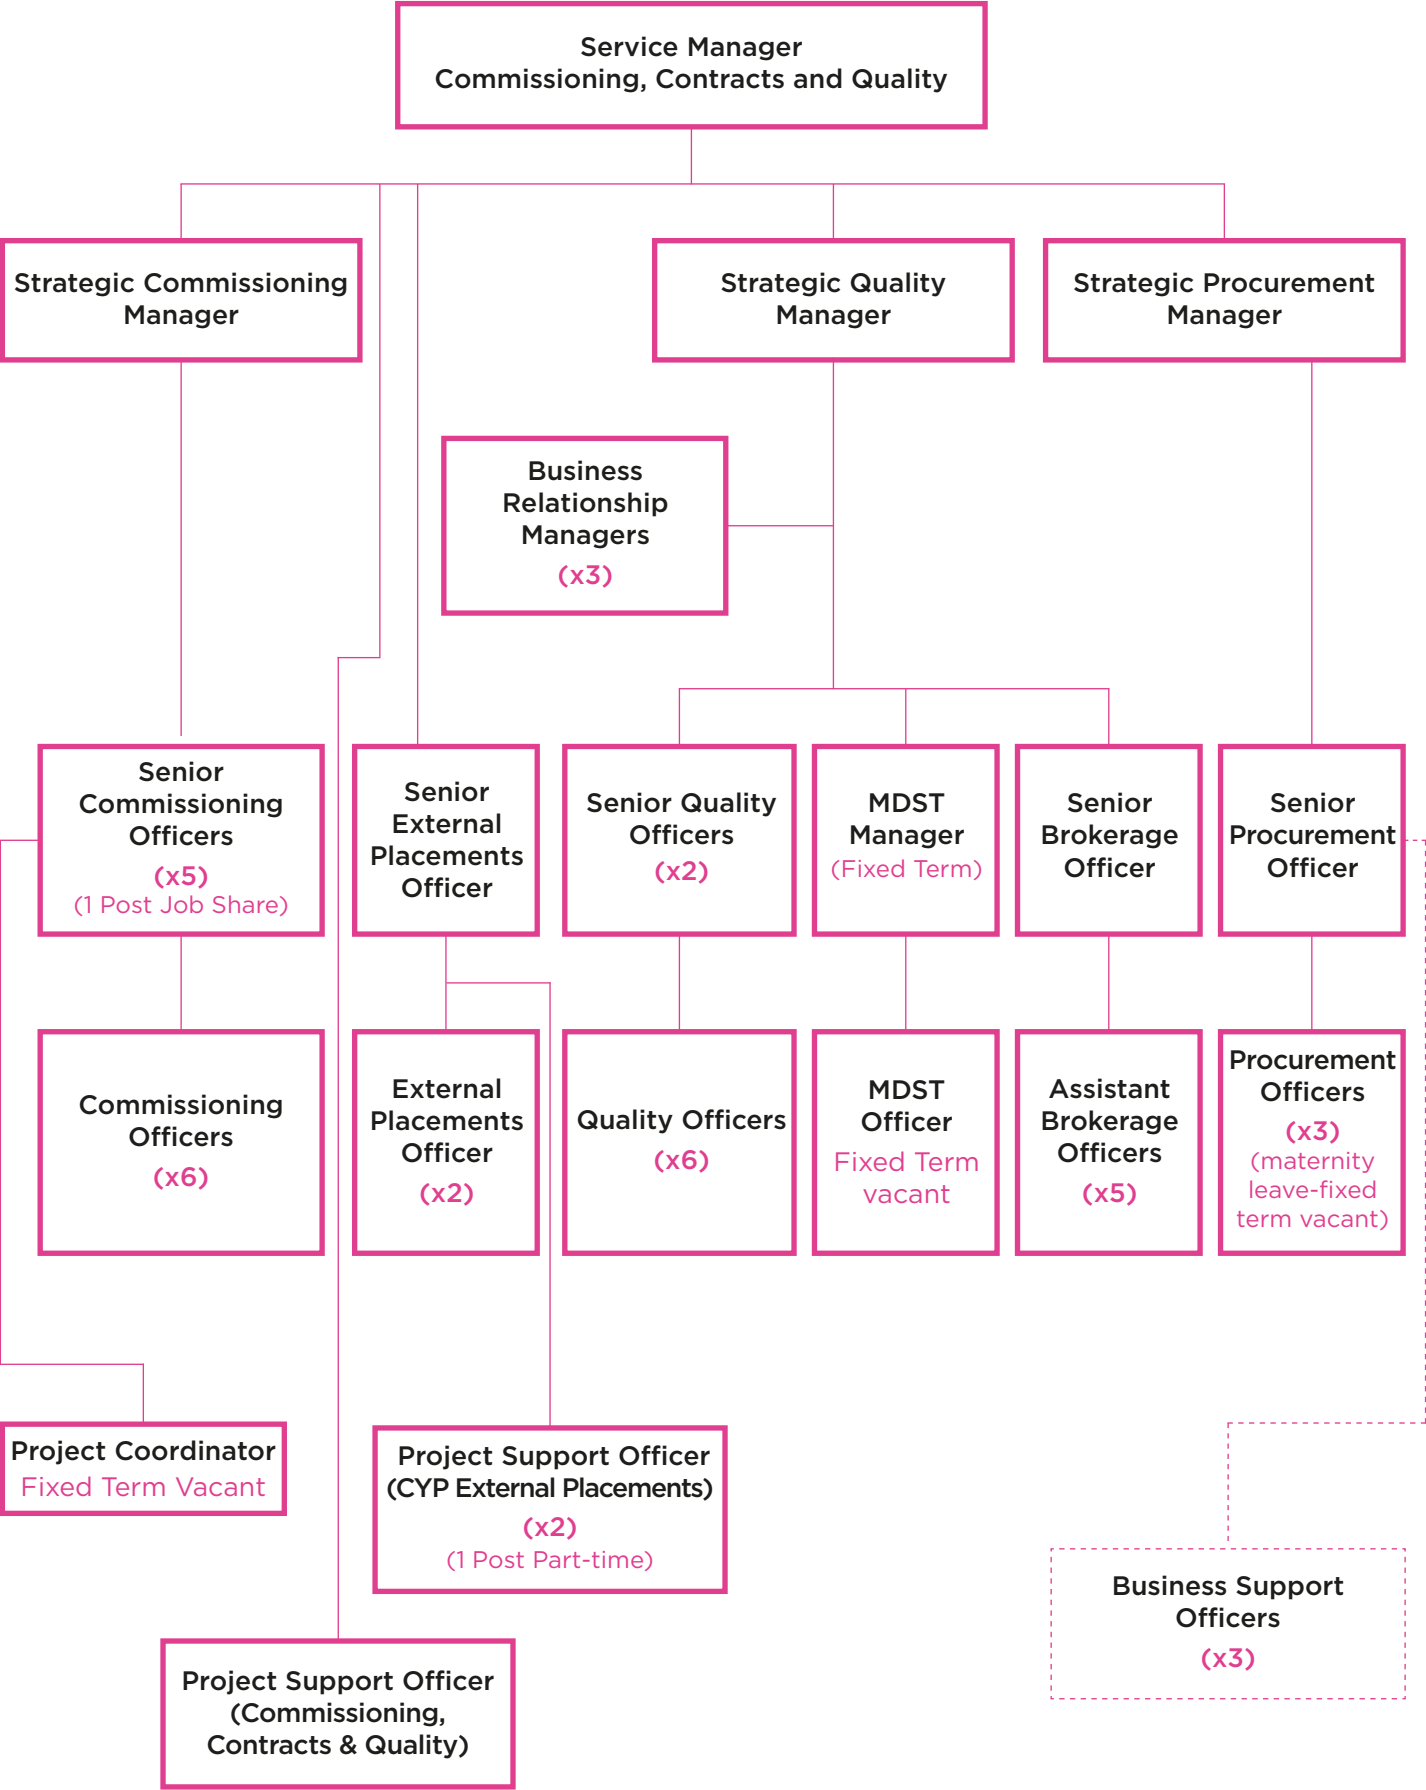 Service Manager
Commissioning, Contracts and Quality
Strategic Commissioning
Manager
Strategic Quality
Manager
Strategic Procurement
Manager
Business
Relationship
Managers
(x3)
Senior
Commissioning
Officers
(x5)
(1 Post Job Share)
Senior
External
Placements
Officer
Senior Quality
Officers
(x2)
MDST
Manager
(Fixed Term)
Senior
Brokerage
Officer
Senior
Procurement
Officer
Commissioning
Officers
(x6)
External
Placements
Officer
(x2)
Quality Officers
(x6)
MDST
Officer
Fixed Term
vacant
Assistant
Brokerage
Officers
(x5)
Procurement
Officers
(x3)
(maternity
leave-fixed
term vacant)
Project Coordinator
Fixed Term Vacant
Project Support Officer
(CYP External Placements)
(x2)
(1 Post Part-time)
Business Support
Officers
(x3)
Project Support Officer
(Commissioning,
Contracts & Quality)